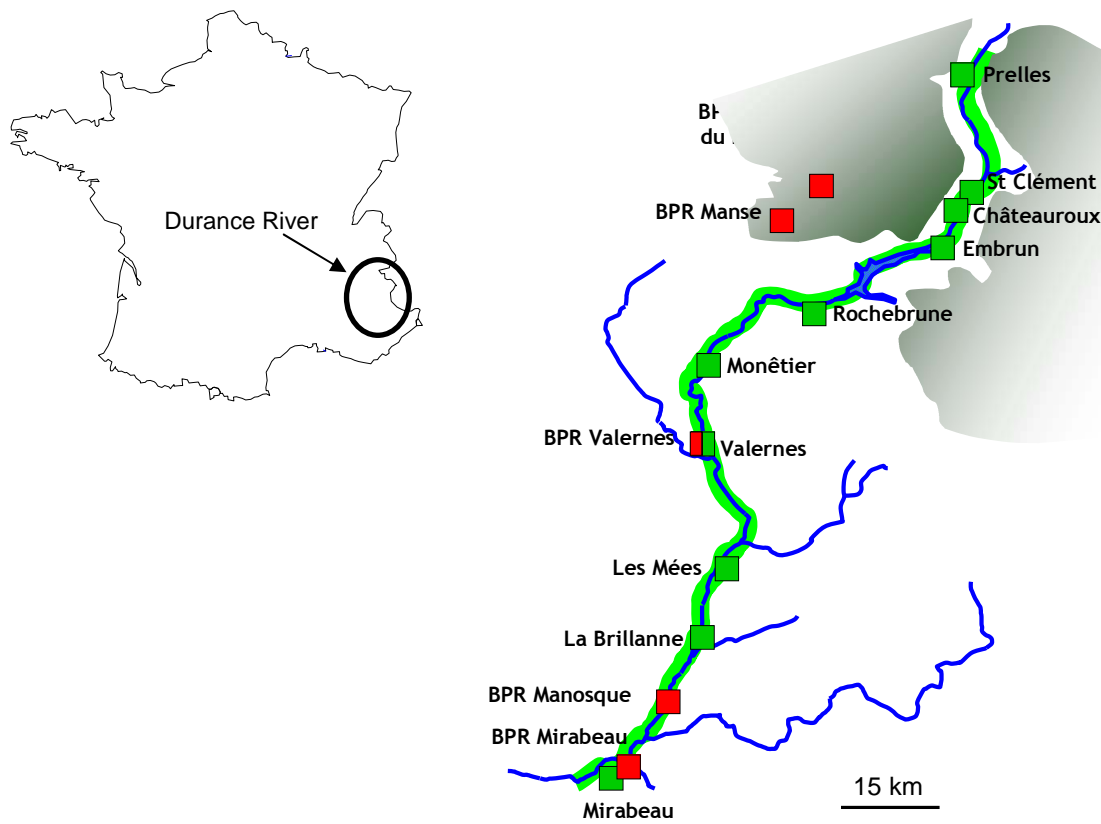 Prelles
du
St Clément
BPR Manse
Châteauroux
Durance River
Embrun
Rochebrune
Monêtier
BPR Valernes
Valernes
Les Mées
La Brillanne
BPR Manosque
BPR Mirabeau
15 km
Mirabeau